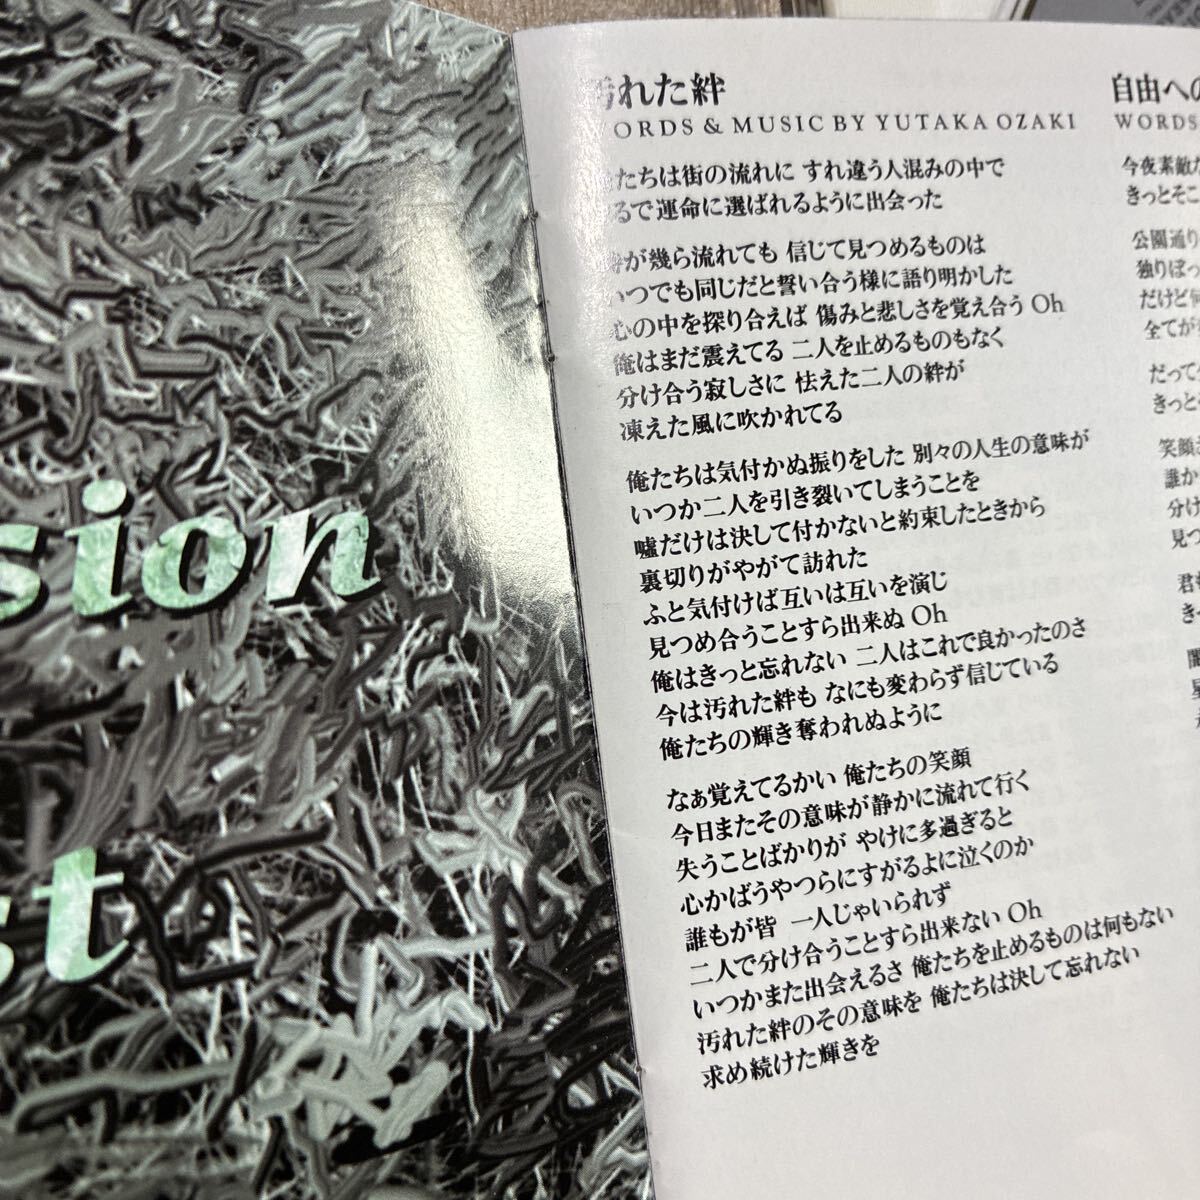 sion
st
汚れた絆
WORDS & MUSIC BY YUTAKA OZAKI
たちは街の流れに すれ違う人混みの中で
るで運命に選ばれるように出会った
時が幾ら流れても 信じて見つめるものは
いつでも同じだと誓い合う様に語り明かした
心の中を探り合えば 傷みと悲しさを覚え合う Oh
俺はまだ震えてる 二人を止めるものもなく
分け合う寂しさに 怯えた二人の絆が
凍えた風に吹かれてる
俺たちは気付かぬ振りをした 別々の人生の意味が
いつか二人を引き裂いてしまうことを
嘘だけは決して付かないと約束したときから
裏切りがやがて訪れた
ふと気付けば互いは互いを演じ
見つめ合うことすら出来ぬ Oh
俺はきっと忘れない 二人はこれで良かったのさ
今は汚れた絆も なにも変わらず信じている
俺たちの輝き奪われぬように
なぁ覚えてるかい 俺たちの笑顔
今日またその意味が静かに流れて行く
失うことばかりが やけに多過ぎると
心かばうやつらにすがるよに泣くのか
誰もが皆 一人じゃいられず
二人で分け合うことすら出来ない Oh
いつかまた出会えるさ 俺たちを止めるものは何もない
汚れた絆のその意味を 俺たちは決して忘れない
求め続けた輝きを
自由への
WORDS
今夜素敵な
きっとそこ
公園通り
独りぼっ
だけど何
全てが
だって
きっと
笑顔
誰か
分け
見つ
君
き
闇